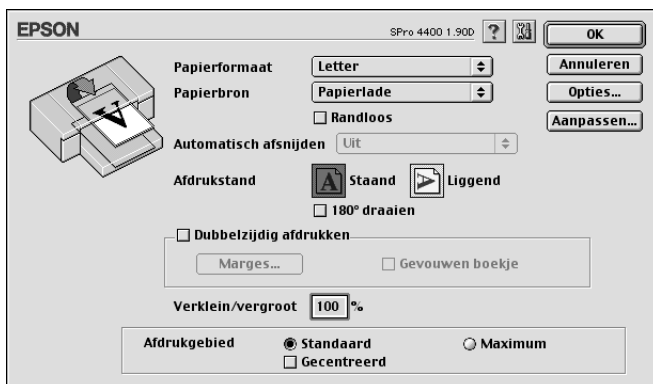 EPSON
SPro 4400 1.90D ? OK
Papierformaat Letter Annuleren
Papierbron Papierlade Opties...
Randloos Aanpassen...
Automatisch afsnijden Uit
Afdrukstand A Staand A Liggend
180° draaien
Dubbelzijdig afdrukken
Marges... Gevouwen boekje
Verklein/vergroot 100 %
Afdrukgebied Standaard Maximum
Gecentreerd